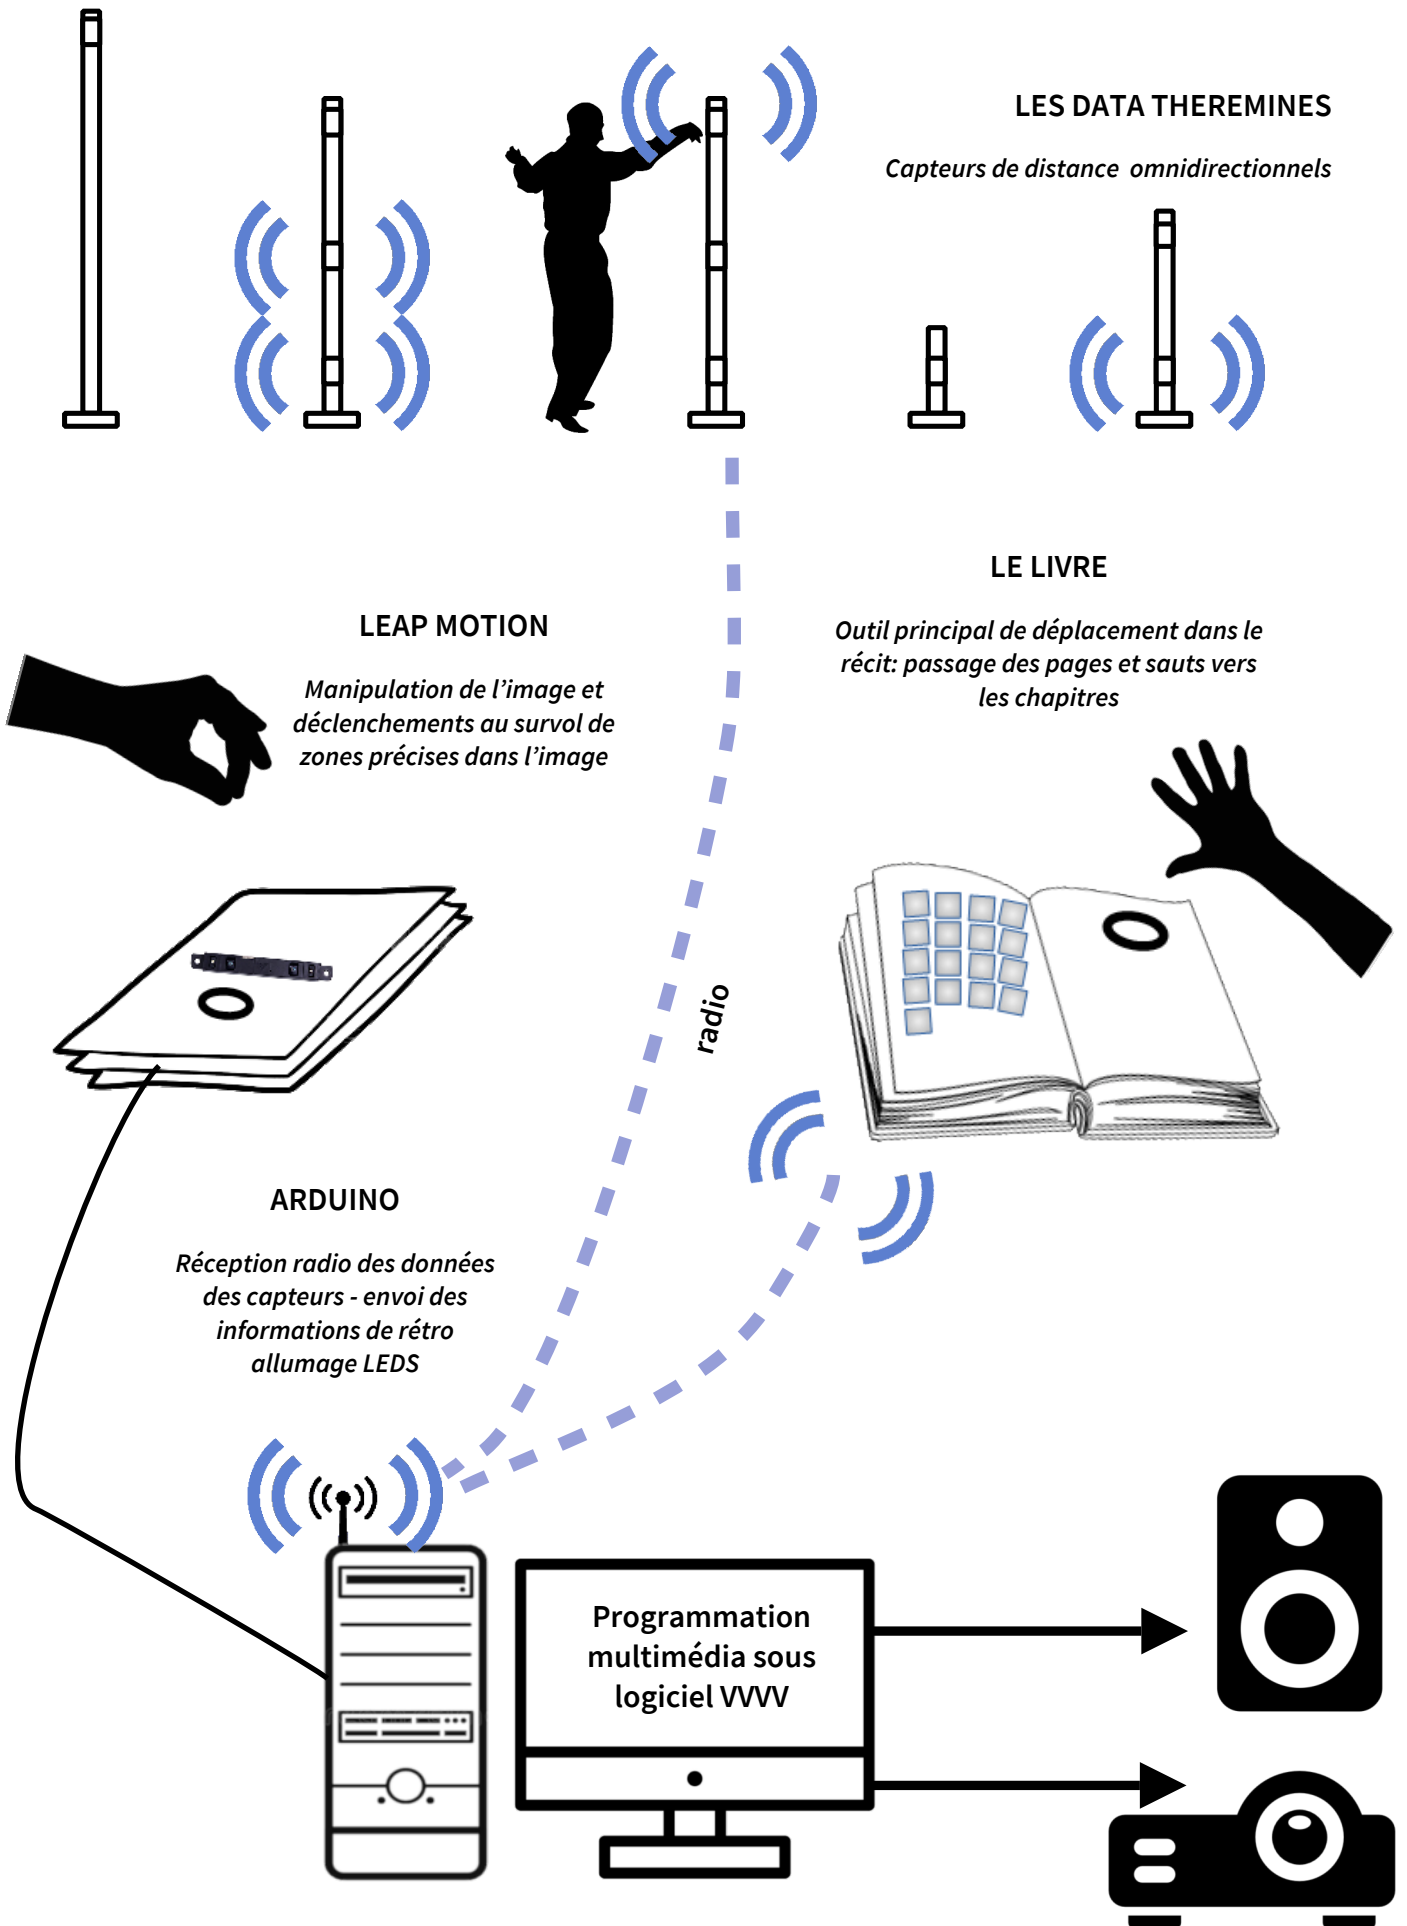 LES DATA THEREMINES
Capteurs de distance omnidirectionnels
LE LIVRE
Outil principal de déplacement dans le
récit: passage des pages et sauts vers
les chapitres
LEAP MOTION
Manipulation de l’image et
déclenchements au survol de
zones précises dans l’image
radio
ARDUINO
Réception radio des données
des capteurs - envoi des
informations de rétro
allumage LEDS
Programmation
multimédia sous
logiciel VVVV